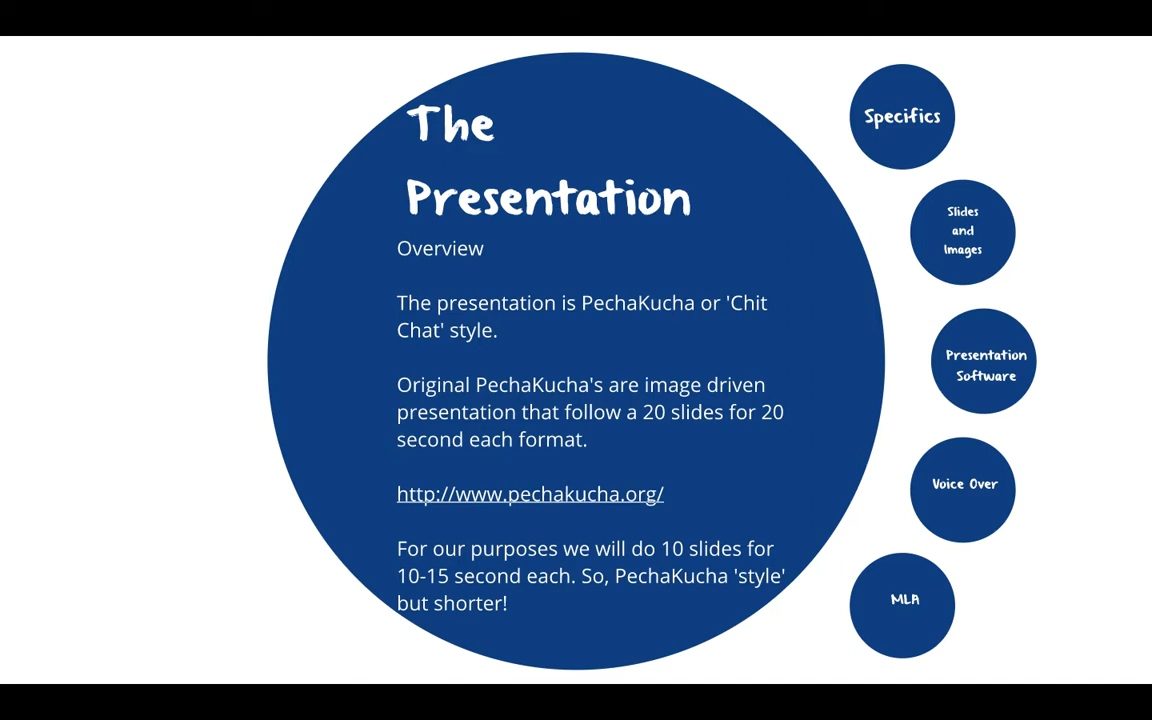 The
Presentation
Overview
The presentation is PechaKucha or 'Chit
Chat' style.
Original PechaKucha's are image driven
presentation that follow a 20 slides for 20
second each format.
http://www.pechakucha.org/
For our purposes we will do 10 slides for
10-15 second each. So, PechaKucha 'style'
but shorter!
Specifics
Slides
and
Images
Presentation
Software
Voice Over
MLA